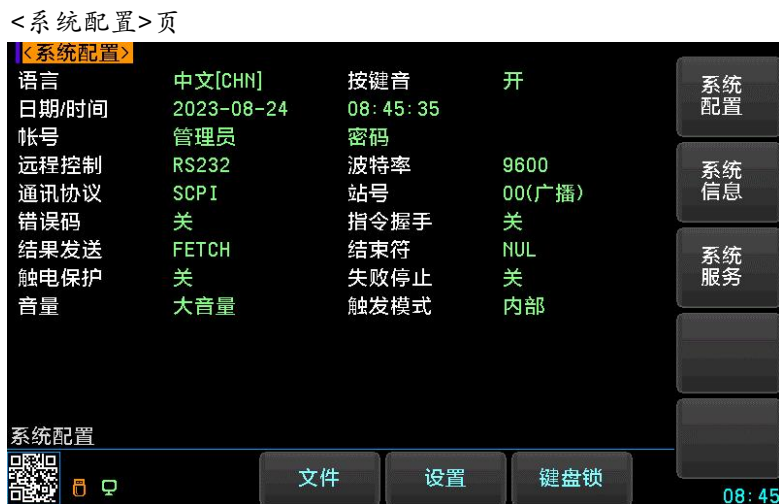 <系统配置>页
<系统配置>
语言 中文[CHN] 按键音 开
日期/时间 2023-08-24 08:45:35
帐号 管理员 密码
远程控制 RS232 波特率 9600
通讯协议 SCPI 站号 00(广播)
错误码 关 指令握手 关
结果发送 FETCH 结束符 NUL
触电保护 关 失败停止 关
音量 大音量 触发模式 内部
系统
配置
系统
信息
系统
服务
系统配置
文件 设置 键盘锁
08:45